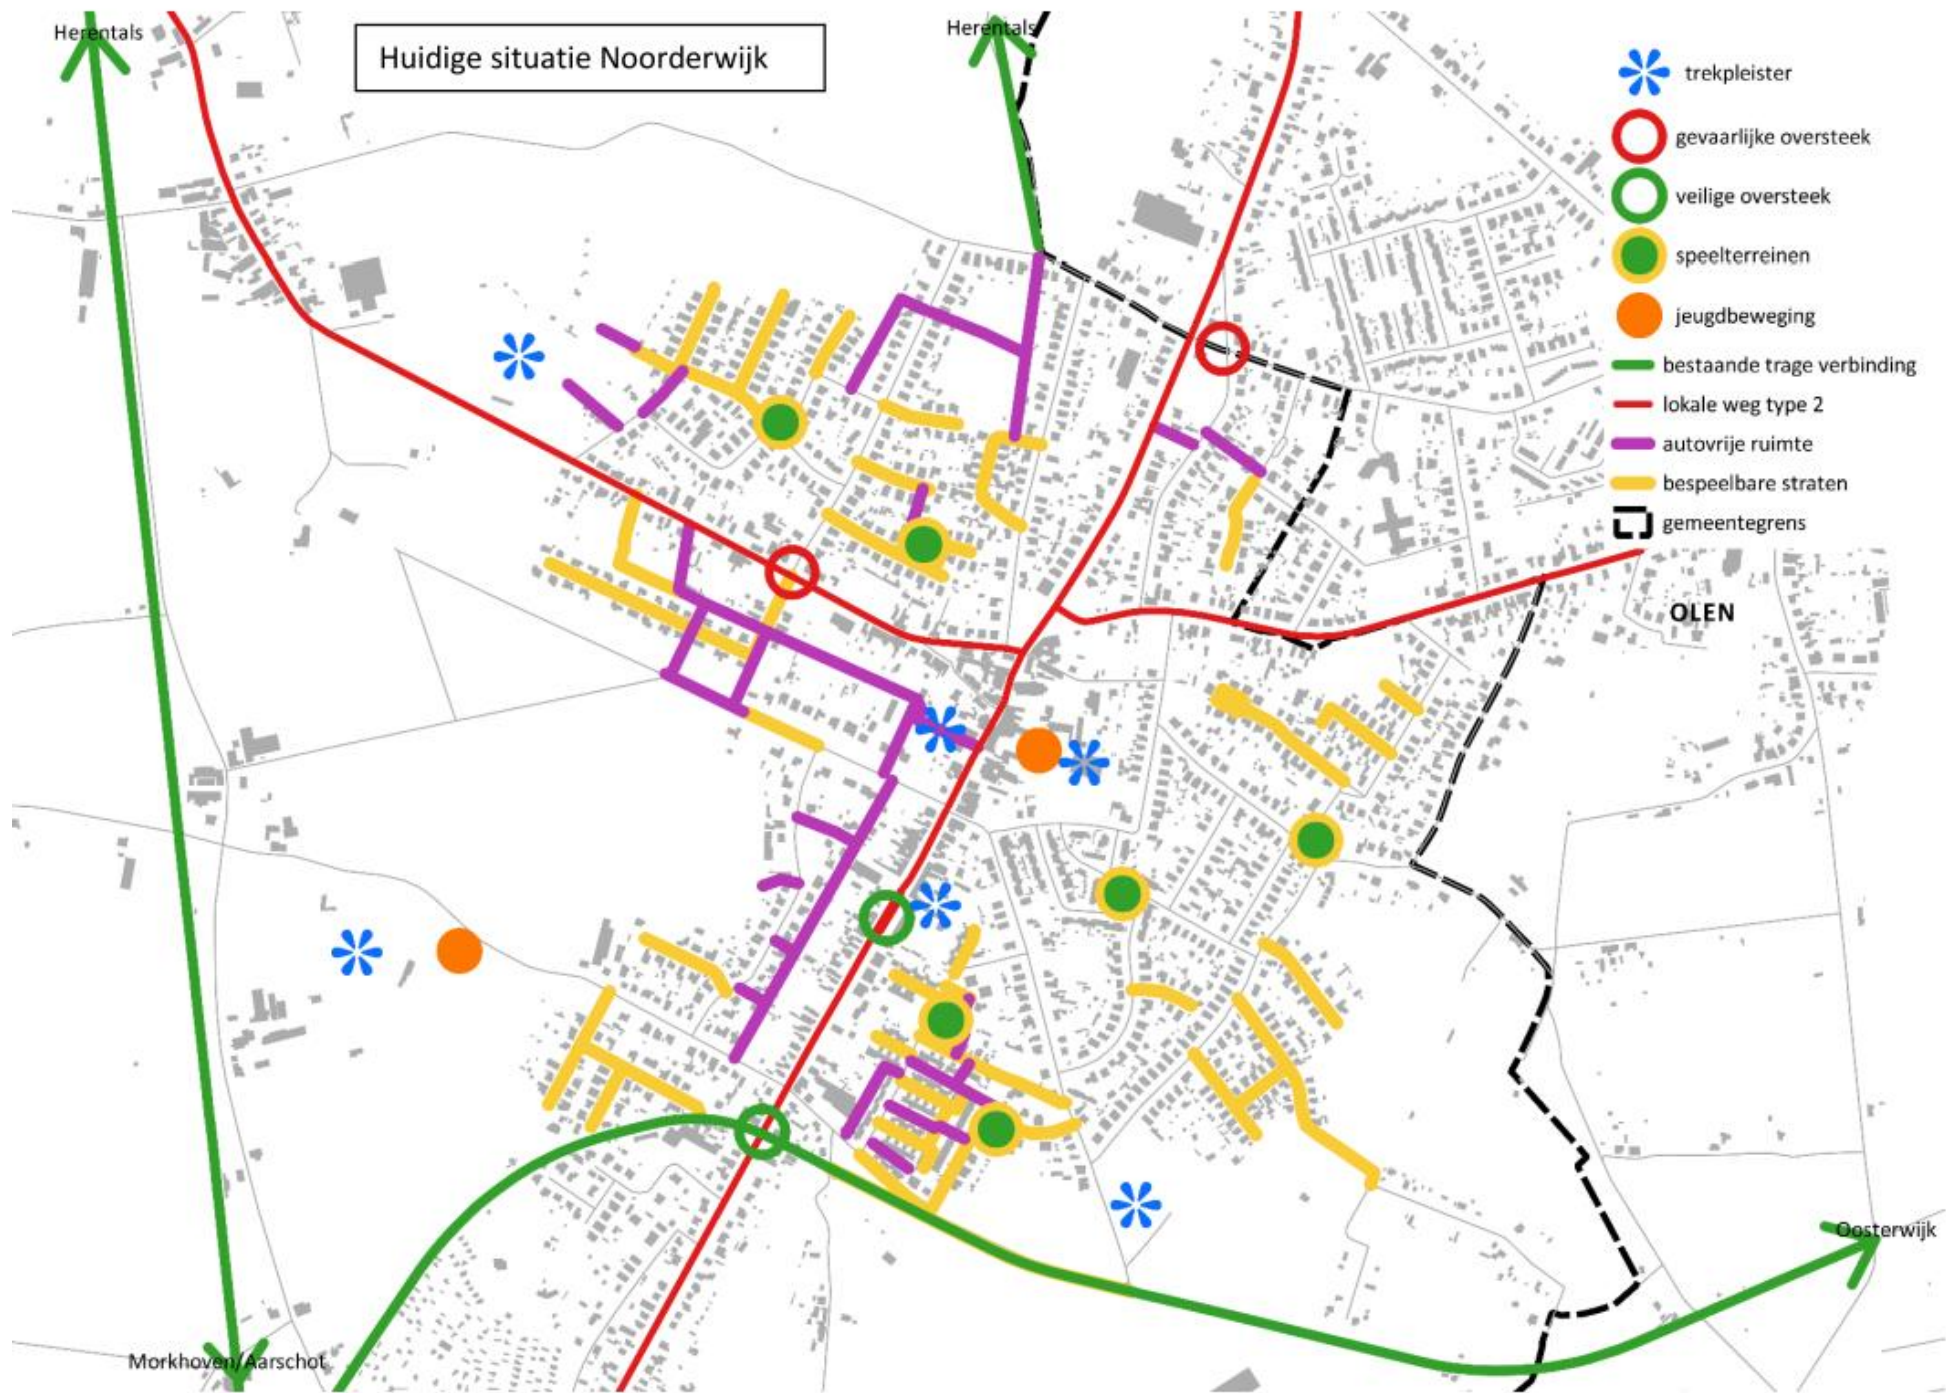 Herentals
Huidige situatie Noorderwijk
Herentals
trekpleister
gevaarlijke oversteek
veilige oversteek
speelterreinen
jeugdbeweging
bestaande trage verbinding
lokale weg type 2
autovrije ruimte
bespeelbare straten
gemeentegrens
OLEN
Oosterwijk
Morkhoven/Aarschot